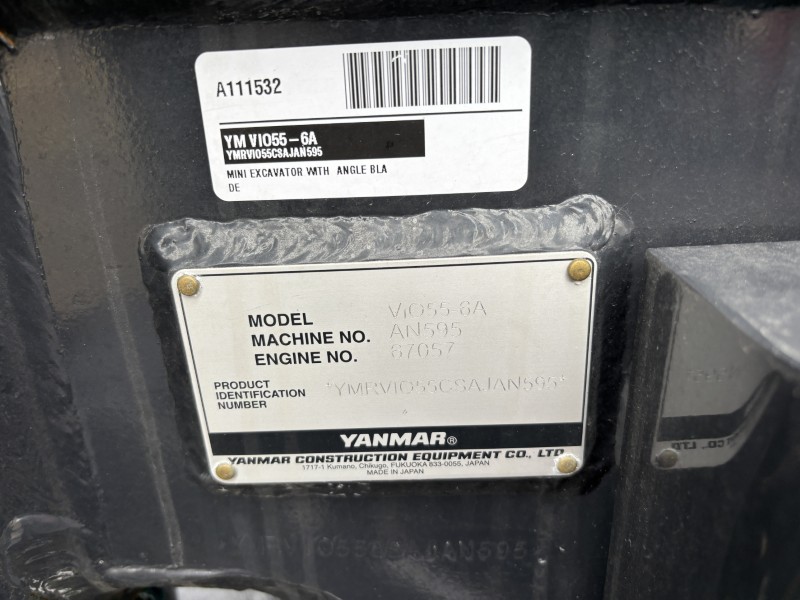 A111532
YM VIO55-6A
YMRVIO55CSAJAN595
MINI EXCAVATOR WITH ANGLE BLA
DE
MODEL ViO55-6A
MACHINE NO. AN595
ENGINE NO. 87057
PRODUCT
IDENTIFICATION
NUMBER
*YMRVIO55CSAJAN595*
YANMAR®
YANMAR CONSTRUCTION EQUIPMENT CO., LTD.
1717-1 Kumano, Chikugo, FUKUOKA 833-0055, JAPAN
MADE IN JAPAN
YMRVIO55CSAJAN595